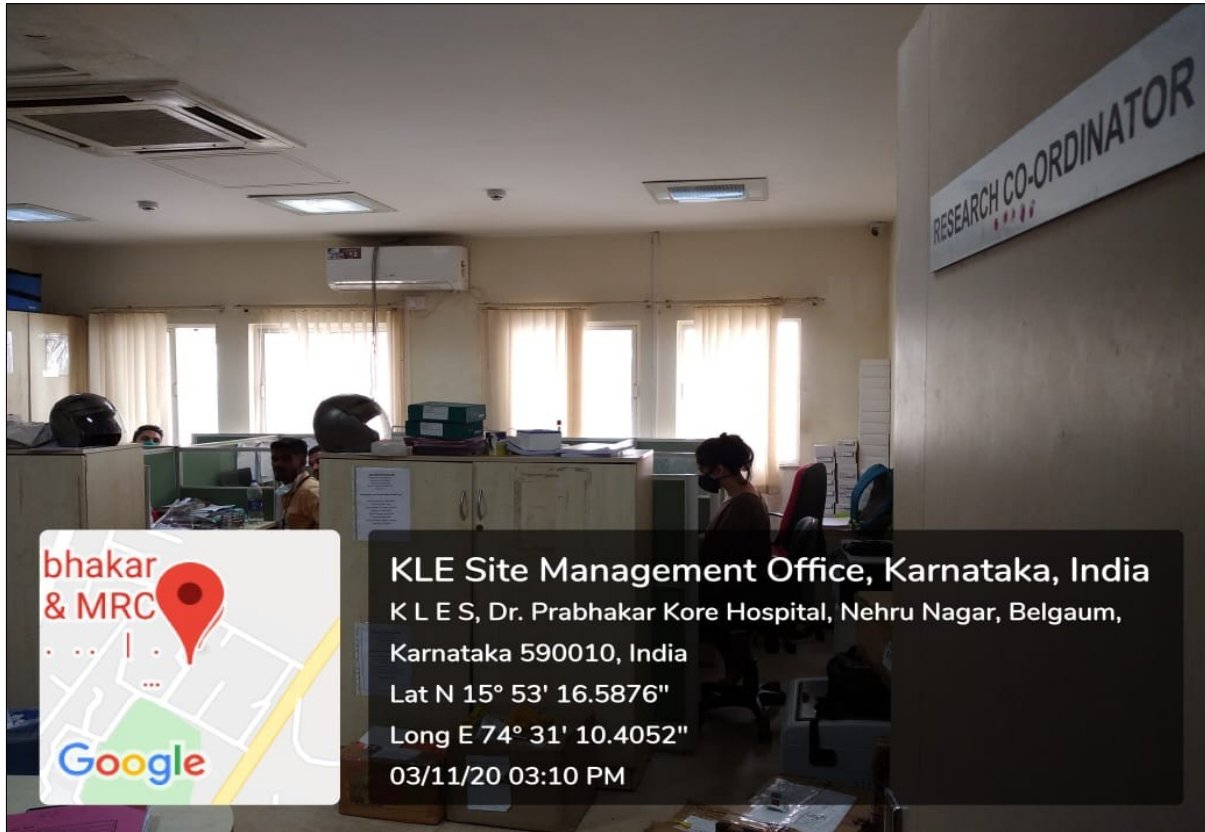 RESEARCH CO-ORDINATOR
bhakar
& MRC
Google
KLE Site Management Office, Karnataka, India
K L E S, Dr. Prabhakar Kore Hospital, Nehru Nagar, Belgaum,
Karnataka 590010, India
Lat N 15° 53' 16.5876"
Long E 74° 31' 10.4052"
03/11/20 03:10 PM